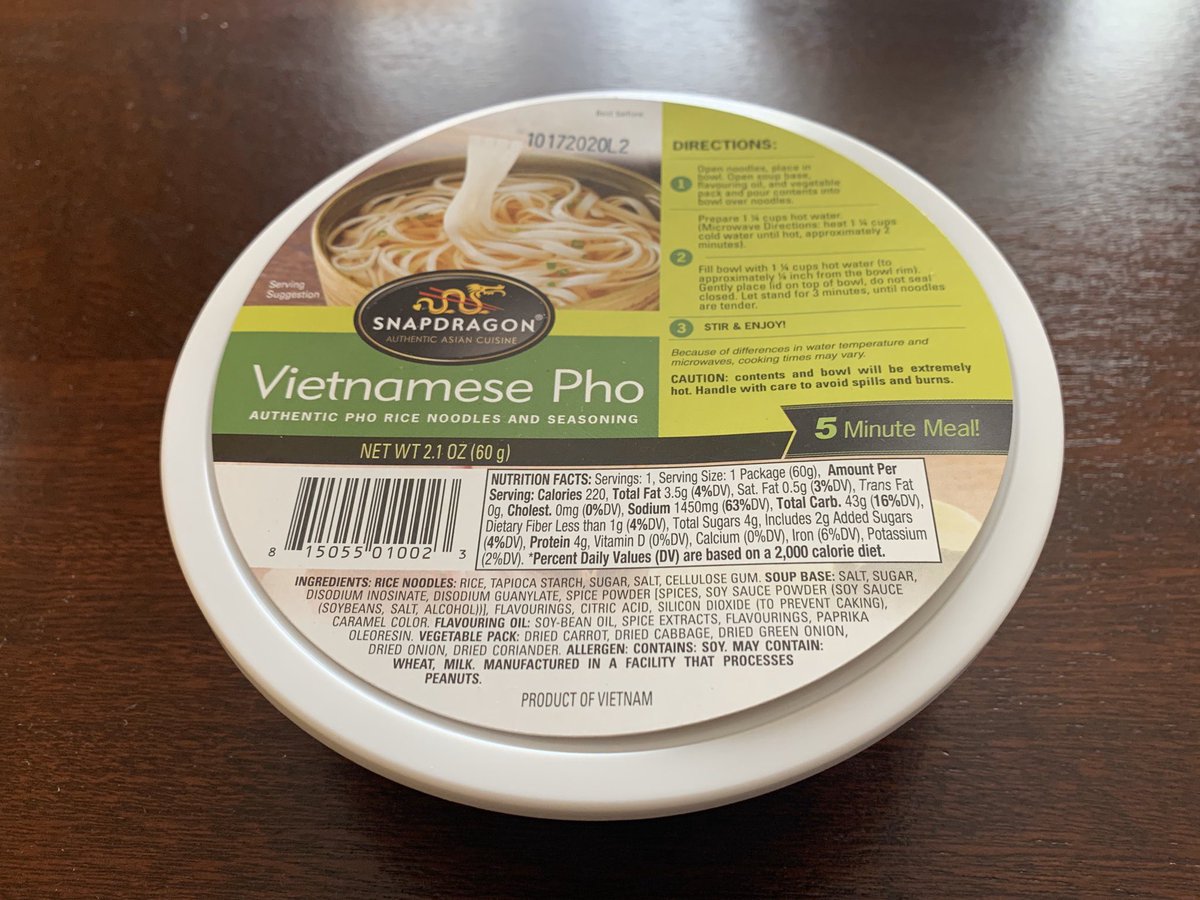 Best before
10172020L2
Serving
Suggestion
SNAPDRAGON®
AUTHENTIC ASIAN CUISINE
Vietnamese Pho
AUTHENTIC PHO RICE NOODLES AND SEASONING
NET WT 2.1 OZ (60 g)
DIRECTIONS:
1
Open noodles, place in
bowl. Open soup base,
flavouring oil, and vegetable
pack and pour contents into
bowl over noodles.
2
Prepare 1 ¼ cups hot water.
(Microwave Directions: heat 1 ¼ cups
cold water until hot, approximately 2
minutes).
Fill bowl with 1 ¼ cups hot water (to
approximately ¼ inch from the bowl rim).
Gently place lid on top of bowl, do not seal
closed. Let stand for 3 minutes, until noodles
are tender.
3 STIR & ENJOY!
Because of differences in water temperature and
microwaves, cooking times may vary.
CAUTION: contents and bowl will be extremely
hot. Handle with care to avoid spills and burns.
5 Minute Meal!
8 15055 01002 3
NUTRITION FACTS: Servings: 1, Serving Size: 1 Package (60g), Amount Per
Serving: Calories 220, Total Fat 3.5g (4%DV), Sat. Fat 0.5g (3%DV), Trans Fat
0g, Cholest. 0mg (0%DV), Sodium 1450mg (63%DV), Total Carb. 43g (16%DV),
Dietary Fiber Less than 1g (4%DV), Total Sugars 4g, Includes 2g Added Sugars
(4%DV), Protein 4g, Vitamin D (0%DV), Calcium (0%DV), Iron (6%DV), Potassium
(2%DV). *Percent Daily Values (DV) are based on a 2,000 calorie diet.
INGREDIENTS: RICE NOODLES: RICE, TAPIOCA STARCH, SUGAR, SALT, CELLULOSE GUM. SOUP BASE: SALT, SUGAR,
DISODIUM INOSINATE, DISODIUM GUANYLATE, SPICE POWDER [SPICES, SOY SAUCE POWDER (SOY SAUCE
(SOYBEANS, SALT, ALCOHOL))], FLAVOURINGS, CITRIC ACID, SILICON DIOXIDE (TO PREVENT CAKING),
CARAMEL COLOR. FLAVOURING OIL: SOY-BEAN OIL, SPICE EXTRACTS, FLAVOURINGS, PAPRIKA
OLEORESIN. VEGETABLE PACK: DRIED CARROT, DRIED CABBAGE, DRIED GREEN ONION,
DRIED ONION, DRIED CORIANDER. ALLERGEN: CONTAINS: SOY. MAY CONTAIN:
WHEAT, MILK. MANUFACTURED IN A FACILITY THAT PROCESSES
PEANUTS.
PRODUCT OF VIETNAM